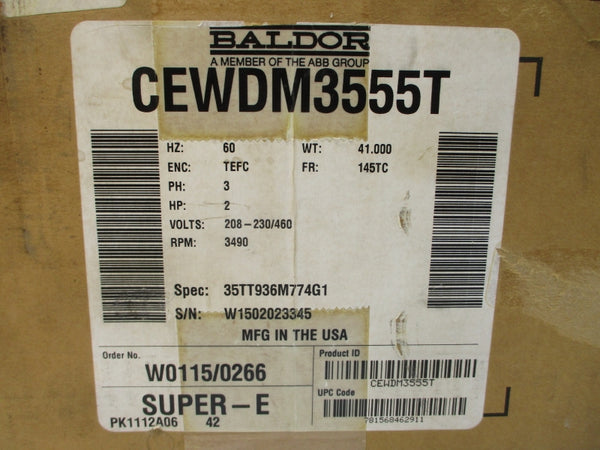 BALDOR
A MEMBER OF THE ABB GROUP
CEWDM3555T
HZ: 60 WT: 41.000
ENC: TEFC FR: 145TC
PH: 3
HP: 2
VOLTS: 208-230/460
RPM: 3490
Spec: 35TT936M774G1
S/N: W1502023345
MFG IN THE USA
Order No. W0115/0266
Product ID
CEWDM3555T
SUPER-E
UPC Code
781568462911
PK1112A06 42